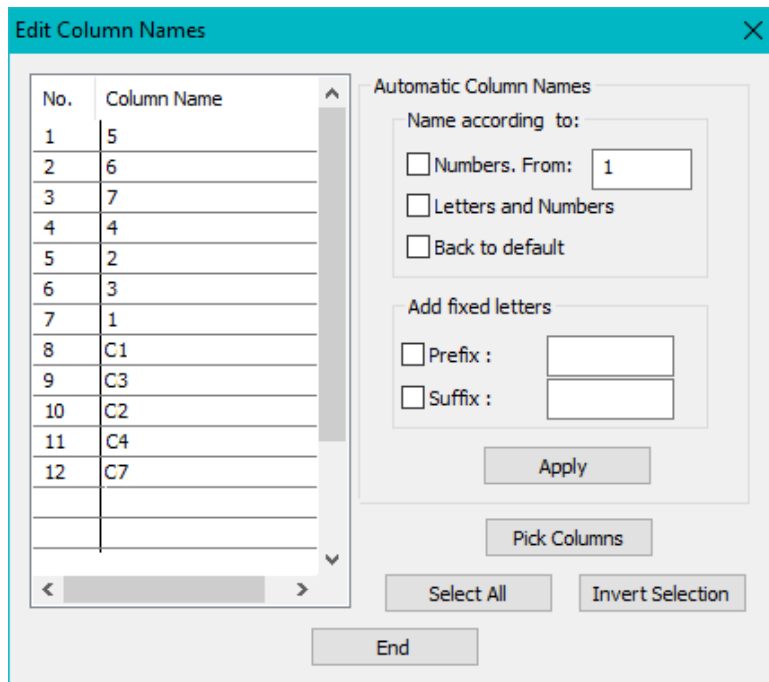 Edit Column Names
No. Column Name
1 5
2 6
3 7
4 4
5 2
6 3
7 1
8 C1
9 C3
10 C2
11 C4
12 C7
Automatic Column Names
Name according to:
Numbers. From: 1
Letters and Numbers
Back to default
Add fixed letters
Prefix :
Suffix :
Apply
Pick Columns
Select All Invert Selection
End